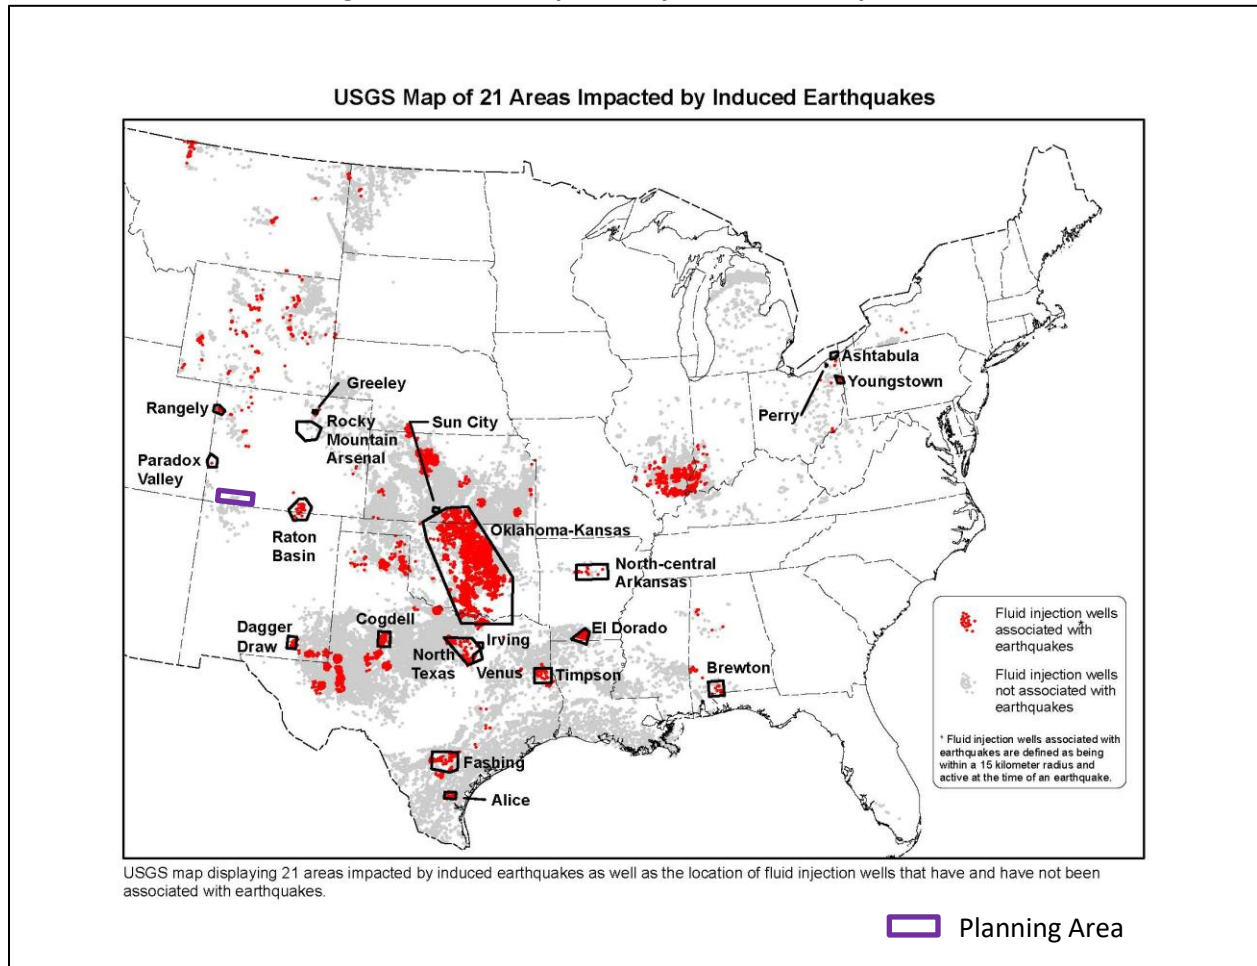 USGS Map of 21 Areas Impacted by Induced Earthquakes
Ashtabula
Youngstown
Perry
Greeley
Rangely
Rocky
Mountain
Arsenal
Sun City
Paradox
Valley
Raton
Basin
Oklahoma-Kansas
North-central
Arkansas
Dagger
Draw
Cogdell
North
Texas
Irving
Venus
El Dorado
Timpson
Brewton
Fashing
Alice
Fluid injection wells
associated with*
earthquakes
Fluid injection wells
not associated with
earthquakes
* Fluid injection wells associated with
earthquakes are defined as being
within a 15 kilometer radius and
active at the time of an earthquake.
USGS map displaying 21 areas impacted by induced earthquakes as well as the location of fluid injection wells that have and have not been
associated with earthquakes.
Planning Area